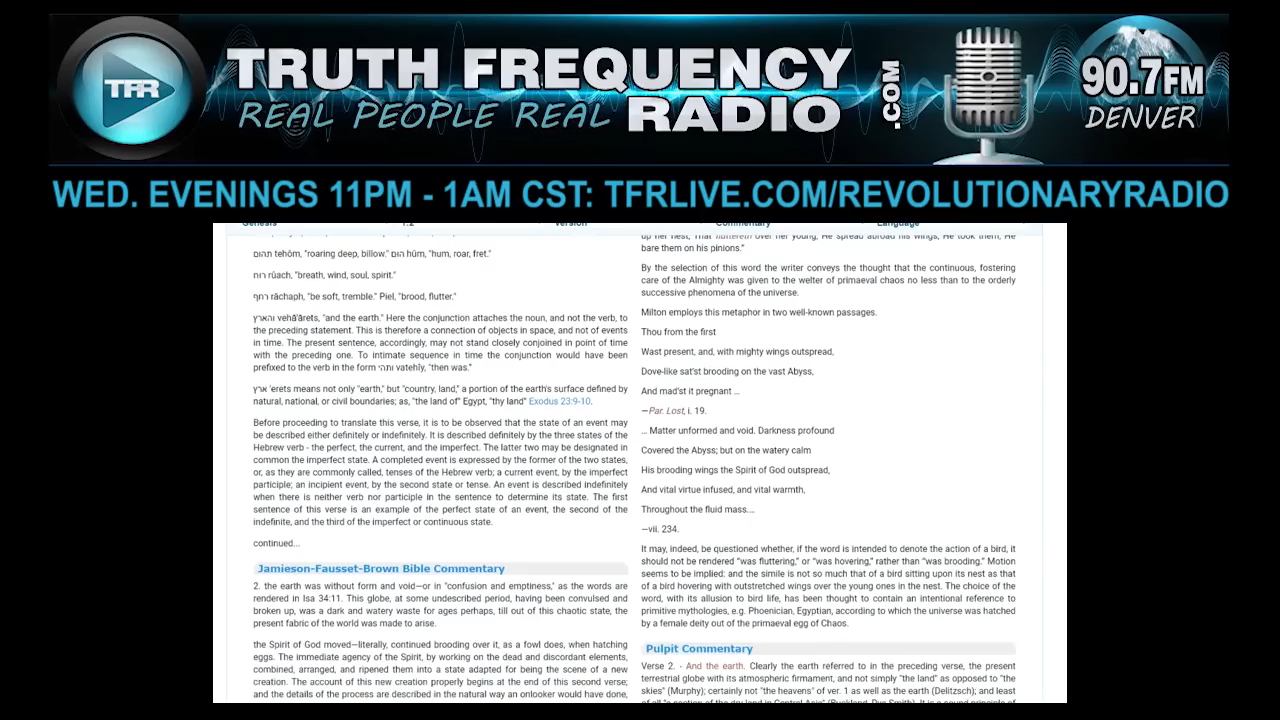 TFR
TRUTH FREQUENCY
REAL PEOPLE REAL RADIO
.COM
90.7FM
DENVER
WED. EVENINGS 11PM - 1AM CST: TFRLIVE.COM/REVOLUTIONARYRADIO
Genesis 1:2 Version Commentary Language
תהום tehôm, "roaring deep, billow." הום hûm, "hum, roar, fret."
רוח rûach, "breath, wind, soul, spirit."
רחף râchaph, "be soft, tremble." Piel, "brood, flutter."
והארץ vehā'ārets, "and the earth." Here the conjunction attaches the noun, and not the verb, to
the preceding statement. This is therefore a connection of objects in space, and not of events
in time. The present sentence, accordingly, may not stand closely conjoined in point of time
with the preceding one. To intimate sequence in time the conjunction would have been
prefixed to the verb in the form ותהי vatehīy, "then was."
ארץ 'erets means not only "earth," but "country, land," a portion of the earth's surface defined by
natural, national, or civil boundaries; as, "the land of" Egypt, "thy land" Exodus 23:9-10.
Before proceeding to translate this verse, it is to be observed that the state of an event may
be described either definitely or indefinitely. It is described definitely by the three states of the
Hebrew verb - the perfect, the current, and the imperfect. The latter two may be designated in
common the imperfect state. A completed event is expressed by the former of the two states,
or, as they are commonly called, tenses of the Hebrew verb; a current event, by the imperfect
participle; an incipient event, by the second state or tense. An event is described indefinitely
when there is neither verb nor participle in the sentence to determine its state. The first
sentence of this verse is an example of the perfect state of an event, the second of the
indefinite, and the third of the imperfect or continuous state.
continued...
Jamieson-Fausset-Brown Bible Commentary
2. the earth was without form and void—or in "confusion and emptiness," as the words are
rendered in Isa 34:11. This globe, at some undescribed period, having been convulsed and
broken up, was a dark and watery waste for ages perhaps, till out of this chaotic state, the
present fabric of the world was made to arise.
the Spirit of God moved—literally, continued brooding over it, as a fowl does, when hatching
eggs. The immediate agency of the Spirit, by working on the dead and discordant elements,
combined, arranged, and ripened them into a state adapted for being the scene of a new
creation. The account of this new creation properly begins at the end of this second verse;
and the details of the process are described in the natural way an onlooker would have done,
up her nest, That fluttereth over her young, He spread abroad his wings, He took them, He
bare them on his pinions."
By the selection of this word the writer conveys the thought that the continuous, fostering
care of the Almighty was given to the welter of primaeval chaos no less than to the orderly
successive phenomena of the universe.
Milton employs this metaphor in two well-known passages.
Thou from the first
Wast present, and, with mighty wings outspread,
Dove-like sat'st brooding on the vast Abyss,
And mad'st it pregnant ...
—Par. Lost, i. 19.
... Matter unformed and void. Darkness profound
Covered the Abyss; but on the watery calm
His brooding wings the Spirit of God outspread,
And vital virtue infused, and vital warmth,
Throughout the fluid mass....
—vii. 234.
It may, indeed, be questioned whether, if the word is intended to denote the action of a bird, it
should not be rendered "was fluttering," or "was hovering," rather than "was brooding." Motion
seems to be implied: and the simile is not so much that of a bird sitting upon its nest as that
of a bird hovering with outstretched wings over the young ones in the nest. The choice of the
word, with its allusion to bird life, has been thought to contain an intentional reference to
primitive mythologies, e.g. Phoenician, Egyptian, according to which the universe was hatched
by a female deity out of the primaeval egg of Chaos.
Pulpit Commentary
Verse 2. - And the earth. Clearly the earth referred to in the preceding verse, the present
terrestrial globe with its atmospheric firmament, and not simply "the land" as opposed to "the
skies" (Murphy); certainly not "the heavens" of ver. 1 as well as the earth (Delitzsch); and least